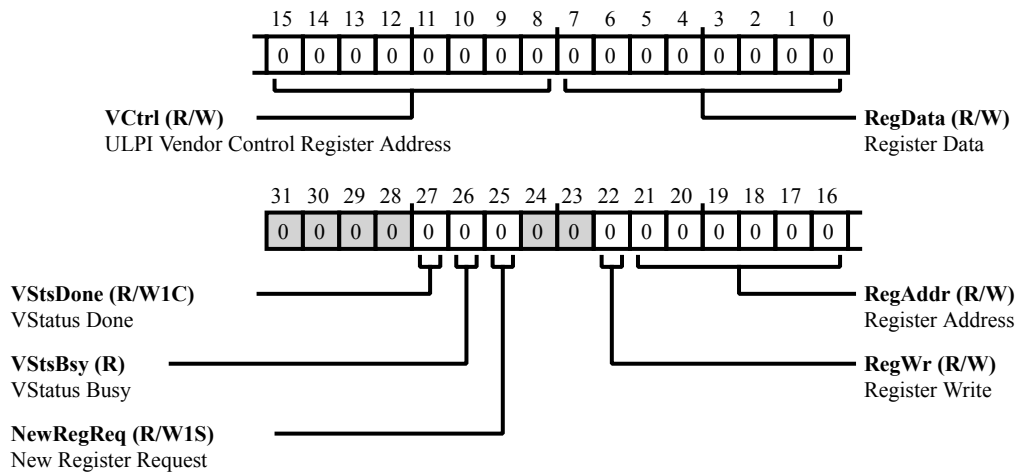 15 14 13 12 11 10 9 8 7 6 5 4 3 2 1 0
0 0 0 0 0 0 0 0 0 0 0 0 0 0 0 0
VCtrl (R/W)
ULPI Vendor Control Register Address
RegData (R/W)
Register Data
31 30 29 28 27 26 25 24 23 22 21 20 19 18 17 16
0 0 0 0 0 0 0 0 0 0 0 0 0 0 0 0
VStsDone (R/W1C)
VStatus Done
RegAddr (R/W)
Register Address
VStsBsy (R)
VStatus Busy
RegWr (R/W)
Register Write
NewRegReq (R/W1S)
New Register Request